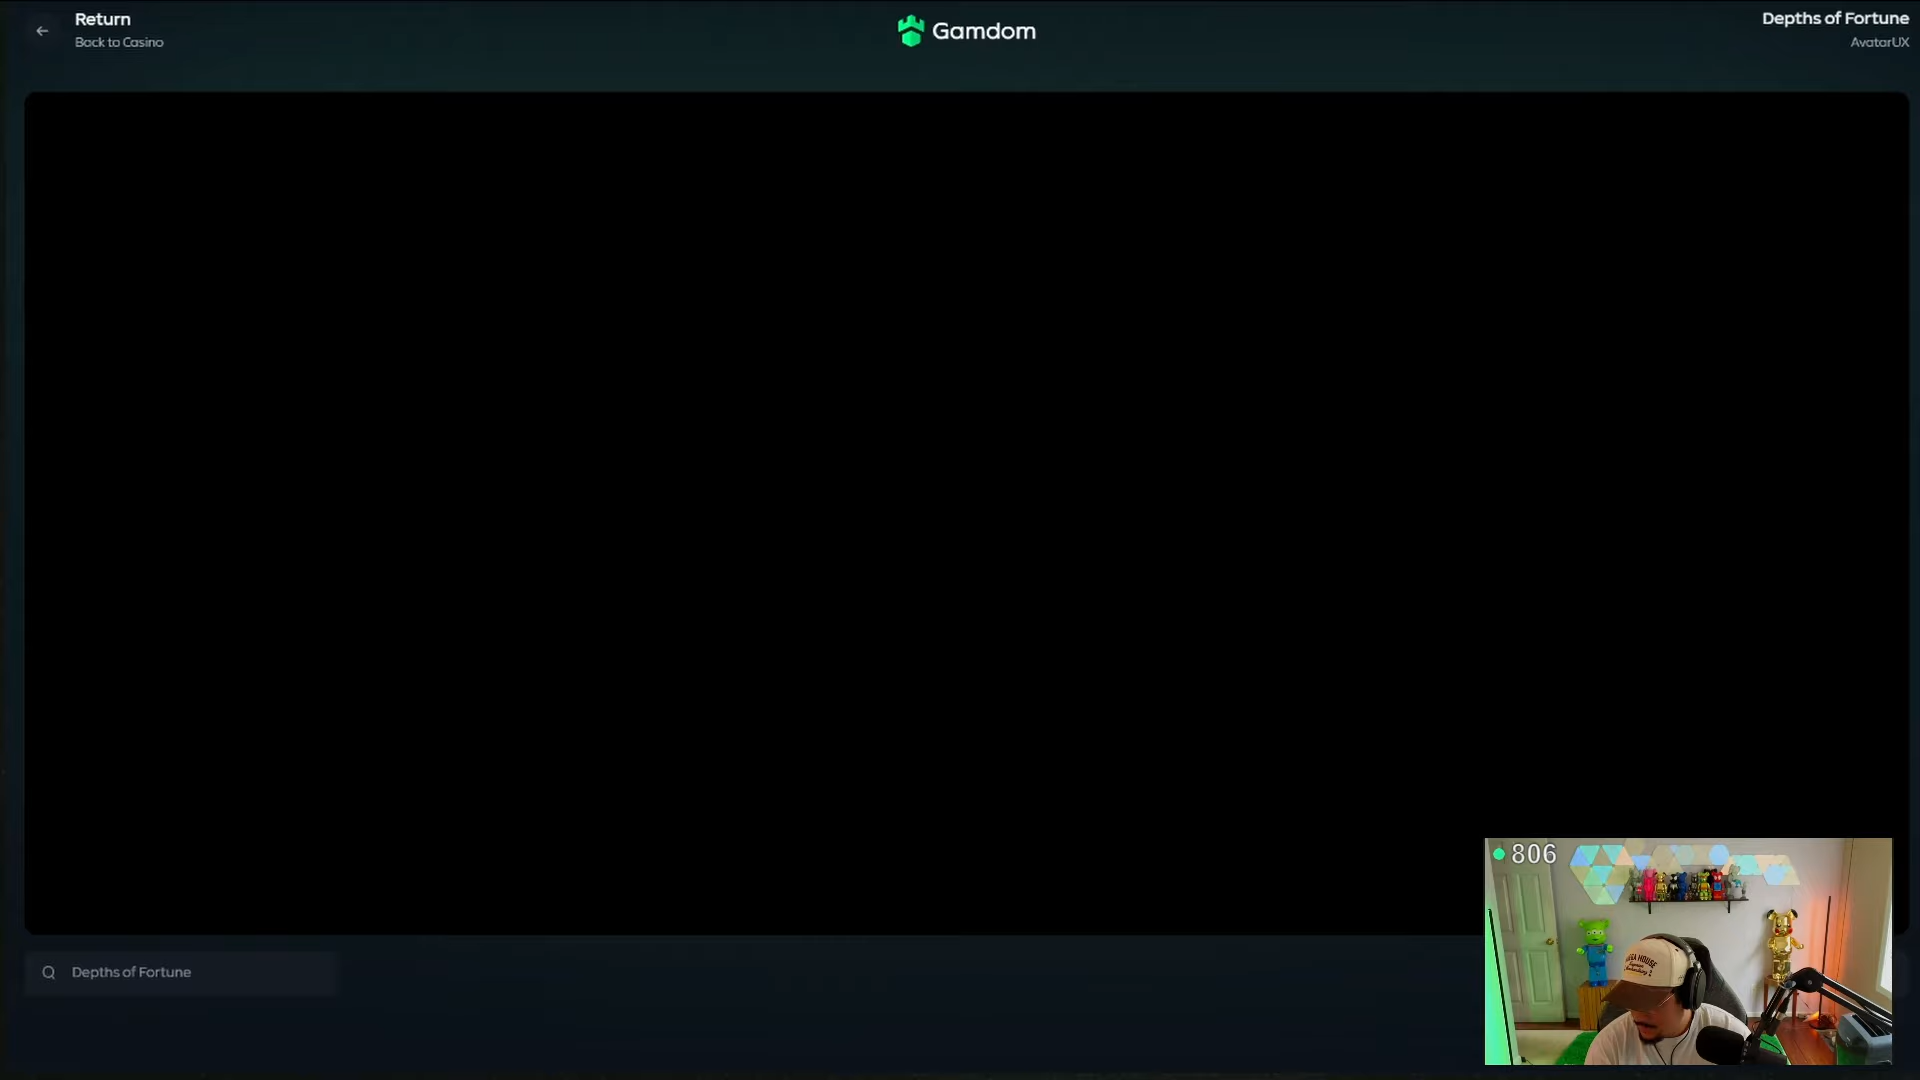 Return
Back to Casino
Gamdom
Depths of Fortune
AvatarUX
806
Depths of Fortune